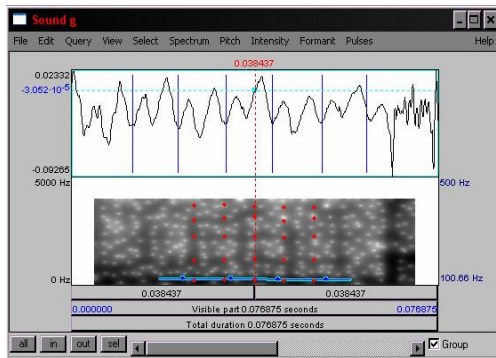 Sound g
File Edit Query View Select Spectrum Pitch Intensity Formant Pulses Help
0.038437
0.02332
-3.052·10-5
-0.09265
5000 Hz 500 Hz
0 Hz 100.66 Hz
0.038437 0.038437
0.000000 Visible part 0.076875 seconds 0.076875
Total duration 0.076875 seconds
all in out sel Group